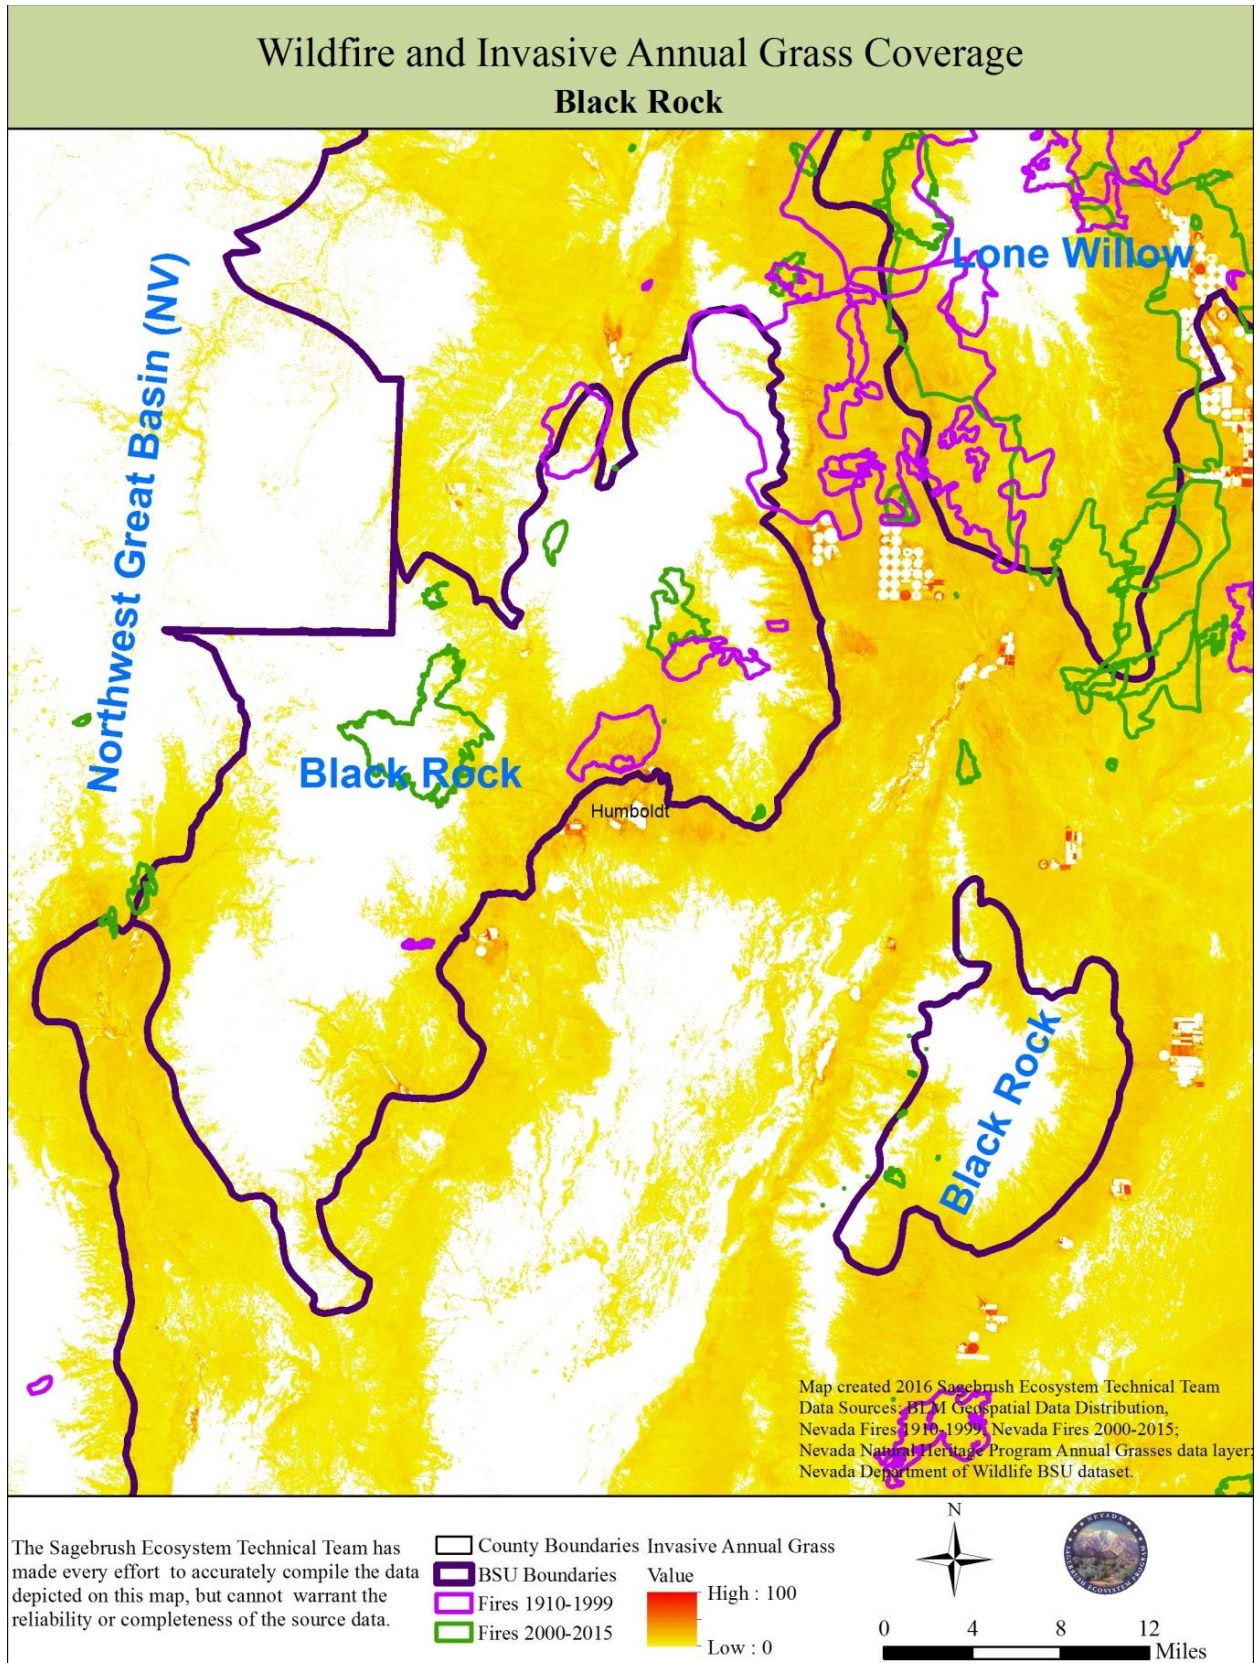 Wildfire and Invasive Annual Grass Coverage
Black Rock
Lone Willow
Northwest Great Basin (NV)
Black Rock
Humboldt
Black Rock
Map created 2016 Sagebrush Ecosystem Technical Team
Data Sources: BLM Geospatial Data Distribution,
Nevada Fires 1910-1999, Nevada Fires 2000-2015;
Nevada Natural Heritage Program Annual Grasses data layer;
Nevada Department of Wildlife BSU dataset.
The Sagebrush Ecosystem Technical Team has
made every effort to accurately compile the data
depicted on this map, but cannot warrant the
reliability or completeness of the source data.
County Boundaries
BSU Boundaries
Fires 1910-1999
Fires 2000-2015
Invasive Annual Grass
Value
High : 100
Low : 0
N
NEVADA
SAGEBRUSH ECOSYSTEM PROGRAM
0 4 8 12
Miles